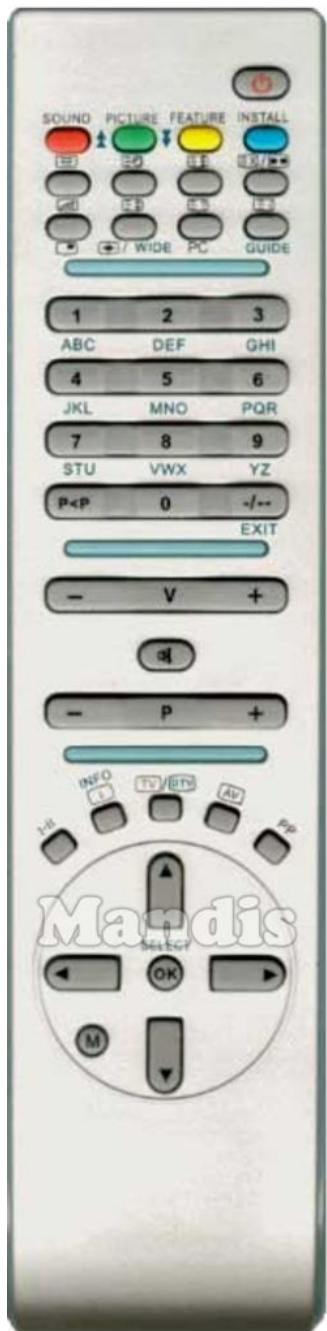 SOUND PICTURE FEATURE INSTALL
/ WIDE PC GUIDE
1 2 3
ABC DEF GHI
4 5 6
JKL MNO PQR
7 8 9
STU VWX YZ
P<P 0 -/--
EXIT
- V +
- P +
INFO TV / DTV AV
i
I-II PP
Mandis
SELECT
OK
M